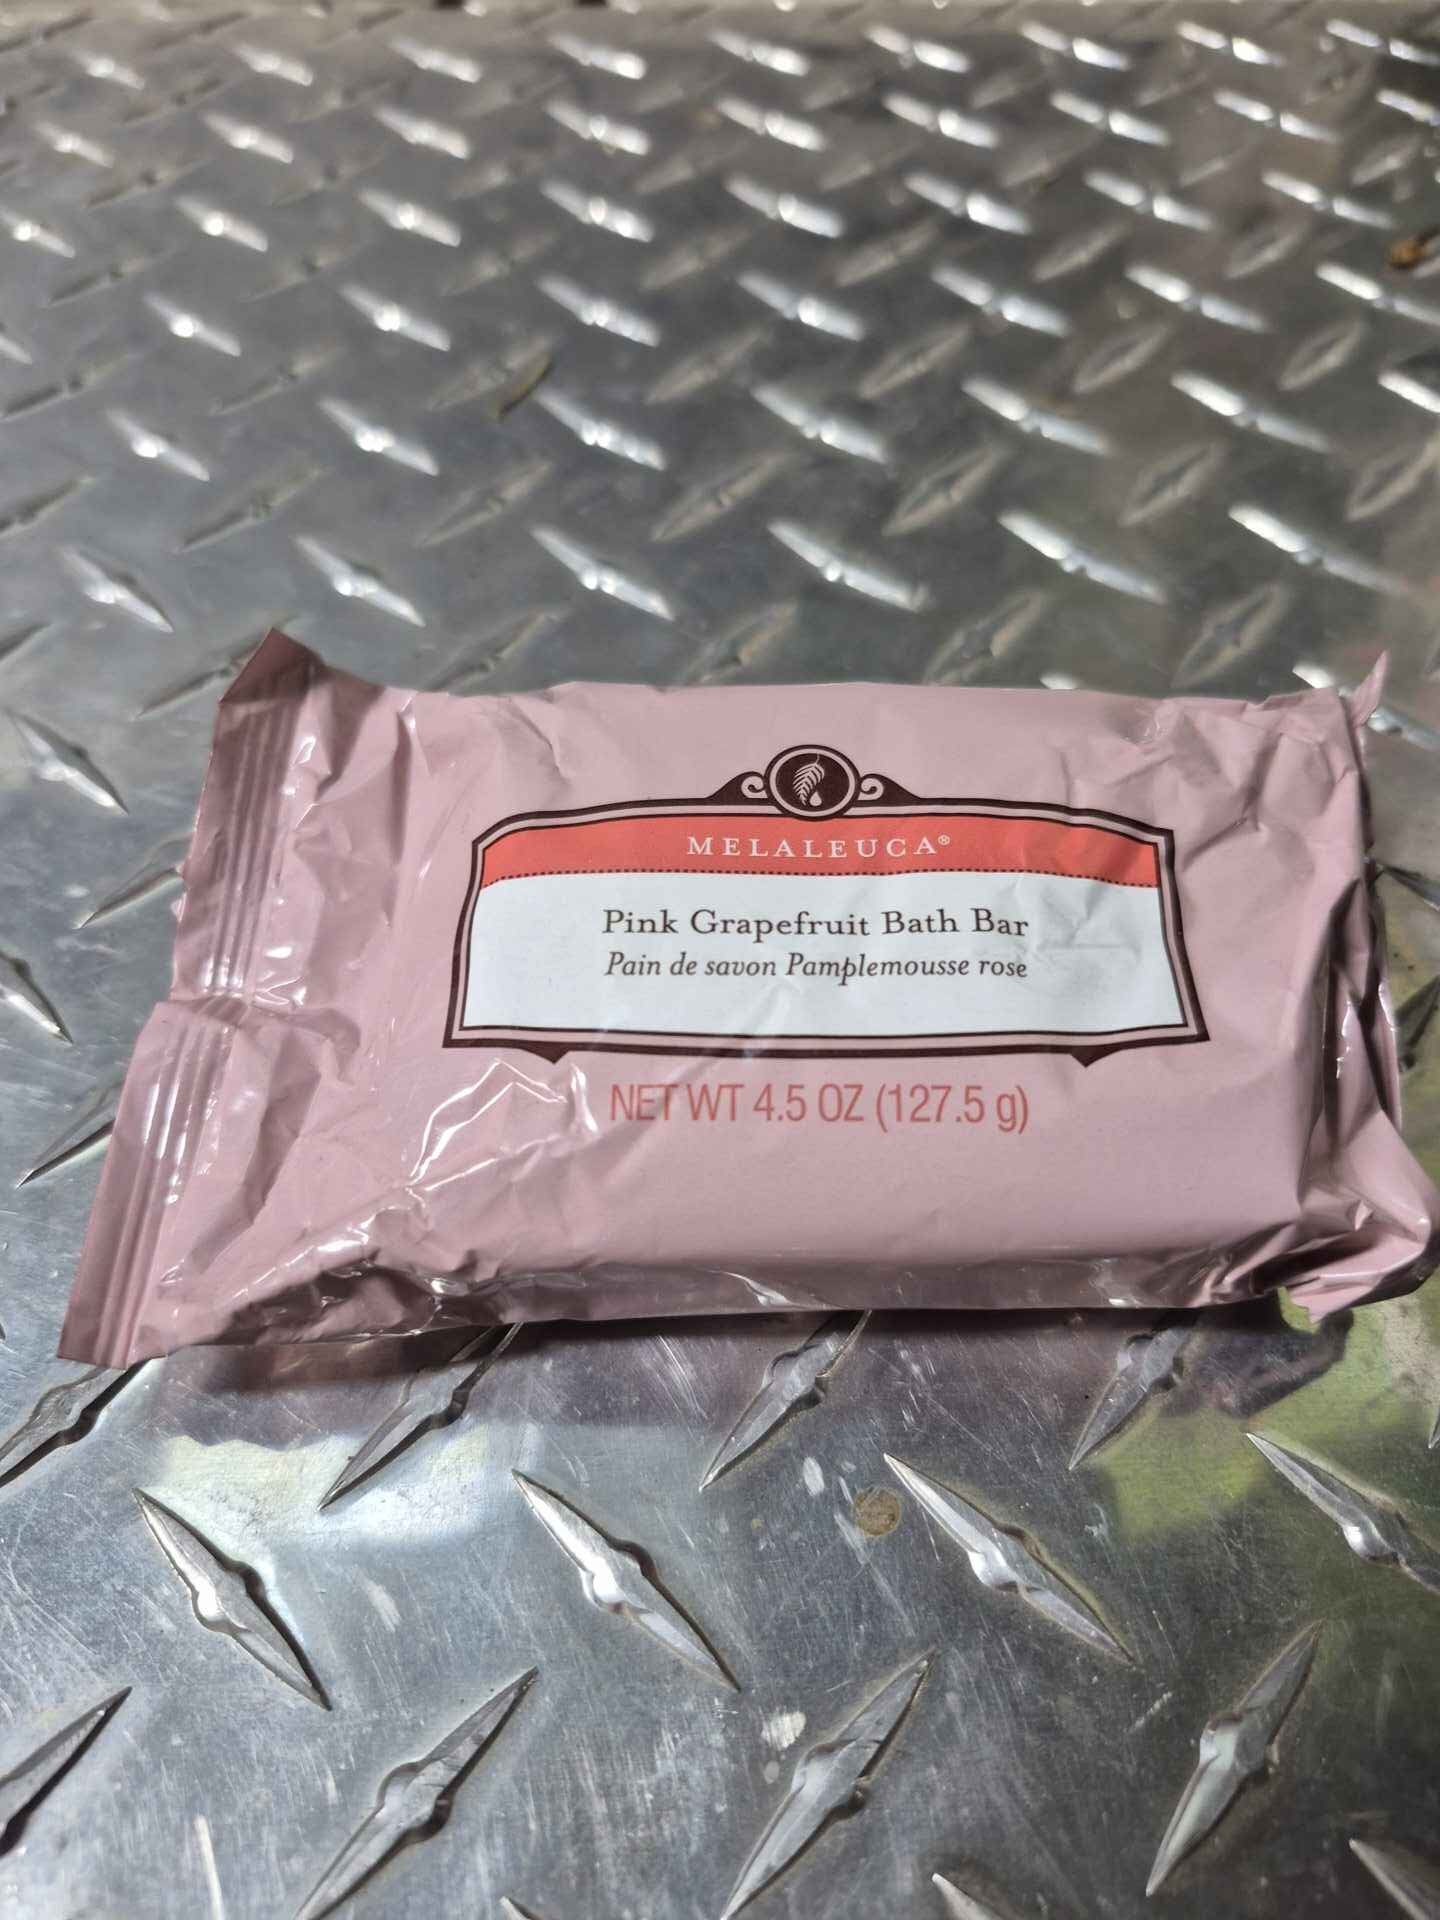 MELALEUCA®
Pink Grapefruit Bath Bar
Pain de savon Pamplemousse rose
NET WT 4.5 OZ (127.5 g)